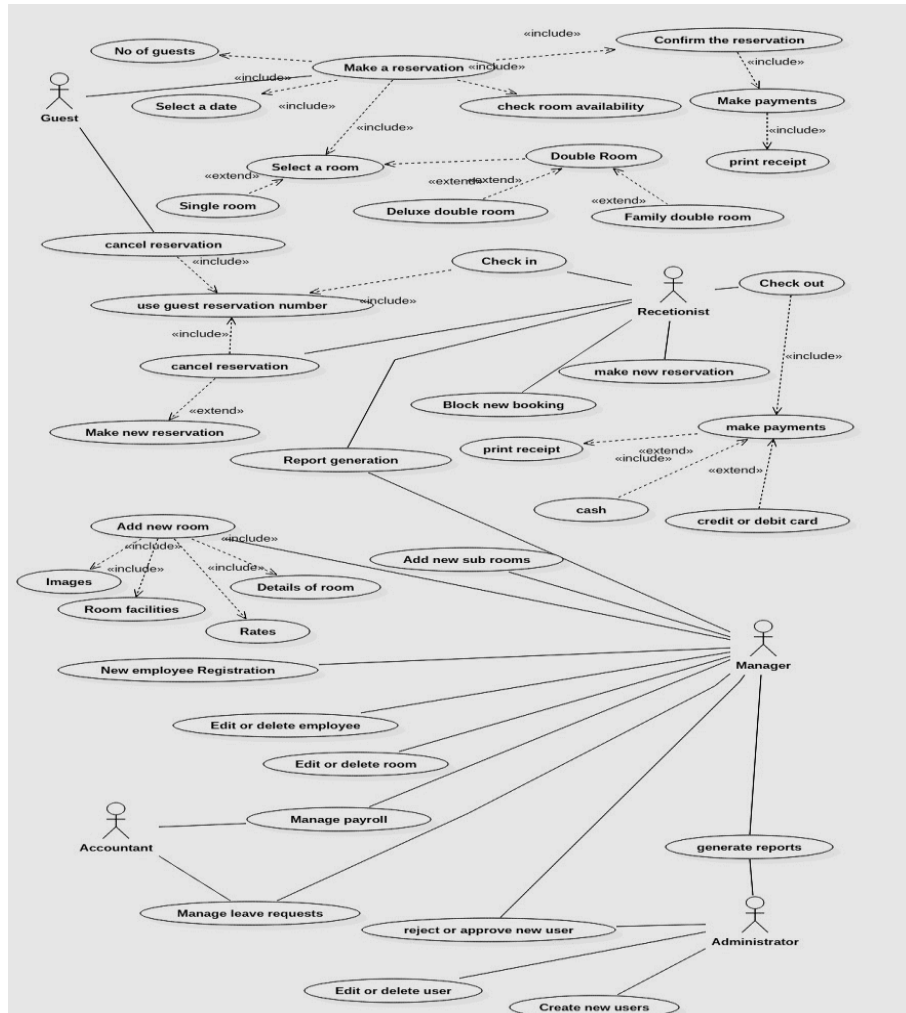 «include»
No of guests
Confirm the reservation
Make a reservation
«include»
«include»
«include»
Select a date
«include»
check room availability
Make payments
Guest
«include»
«include»
Double Room
print receipt
Select a room
«extend»
«extend»
«extend»
«extend»
Single room
Deluxe double room
Family double room
cancel reservation
«include»
Check in
Check out
use guest reservation number
«include»
Recetionist
«include»
cancel reservation
«include»
make new reservation
«extend»
Block new booking
Make new reservation
make payments
print receipt
«extend»
«include»
Report generation
«extend»
cash
credit or debit card
Add new room
«include»
Add new sub rooms
«include»
«include»
Images
Details of room
Room facilities
Rates
Manager
New employee Registration
Edit or delete employee
Edit or delete room
Manage payroll
Accountant
generate reports
Manage leave requests
reject or approve new user
Administrator
Edit or delete user
Create new users